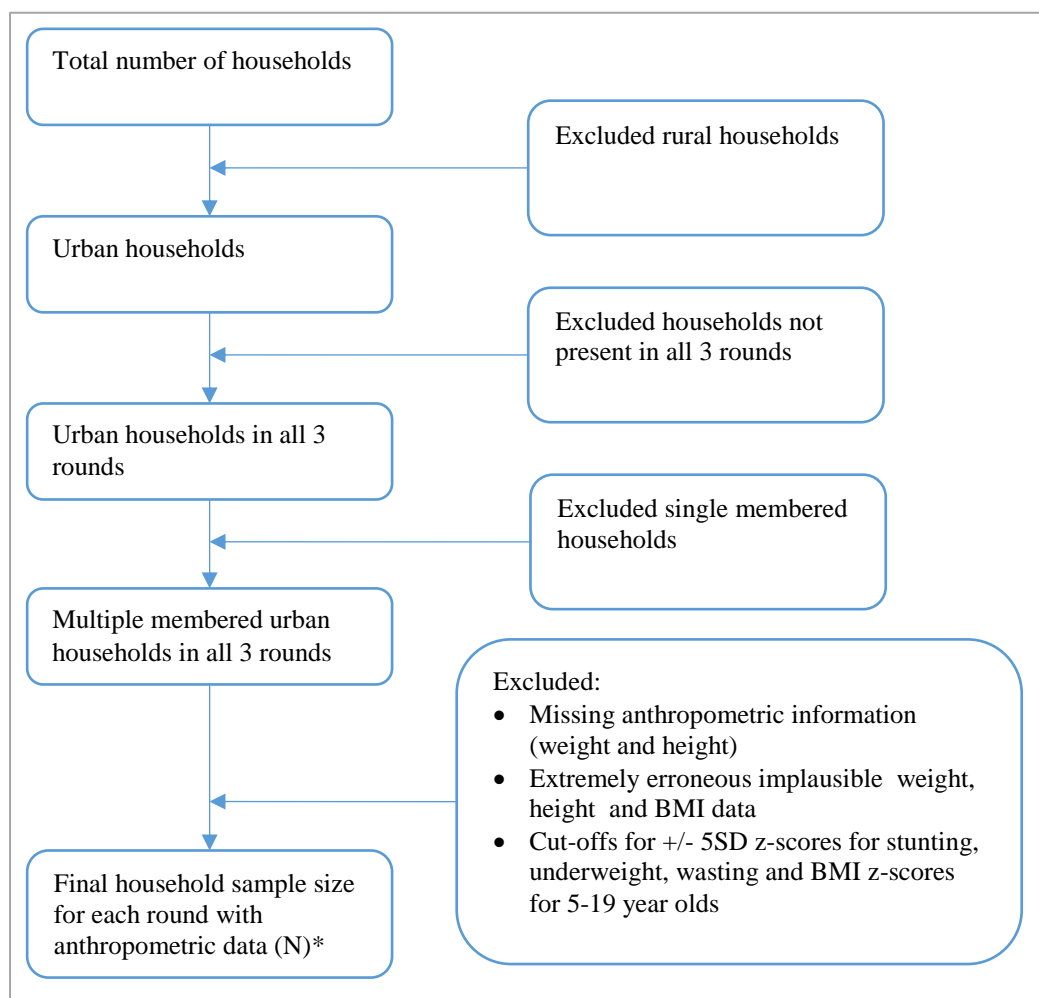 Total number of households
Excluded rural households
Urban households
Excluded households not
present in all 3 rounds
Urban households in all 3
rounds
Excluded single membered
households
Multiple membered urban
households in all 3 rounds
Excluded:
• Missing anthropometric information
(weight and height)
• Extremely erroneous implausible weight,
height and BMI data
• Cut-offs for +/- 5SD z-scores for stunting,
underweight, wasting and BMI z-scores
for 5-19 year olds
Final household sample size
for each round with
anthropometric data (N)*